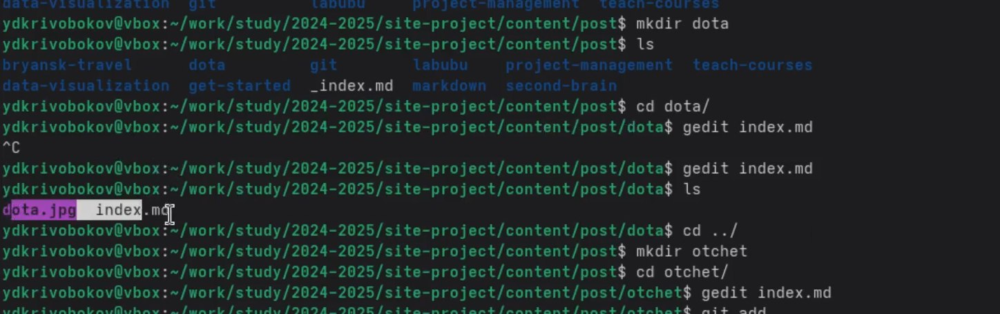 data-visualization git labubu project-management teach-courses
ydkrivobokov@vbox:~/work/study/2024-2025/site-project/content/post$ mkdir dota
ydkrivobokov@vbox:~/work/study/2024-2025/site-project/content/post$ ls
bryansk-travel dota git labubu project-management teach-courses
data-visualization get-started _index.md markdown second-brain
ydkrivobokov@vbox:~/work/study/2024-2025/site-project/content/post$ cd dota/
ydkrivobokov@vbox:~/work/study/2024-2025/site-project/content/post/dota$ gedit index.md
^C
ydkrivobokov@vbox:~/work/study/2024-2025/site-project/content/post/dota$ gedit index.md
ydkrivobokov@vbox:~/work/study/2024-2025/site-project/content/post/dota$ ls
dota.jpg index.md
ydkrivobokov@vbox:~/work/study/2024-2025/site-project/content/post/dota$ cd ../
ydkrivobokov@vbox:~/work/study/2024-2025/site-project/content/post$ mkdir otchet
ydkrivobokov@vbox:~/work/study/2024-2025/site-project/content/post$ cd otchet/
ydkrivobokov@vbox:~/work/study/2024-2025/site-project/content/post/otchet$ gedit index.md
ydkrivobokov@vbox:~/work/study/2024-2025/site-project/content/post/otchet$ git add